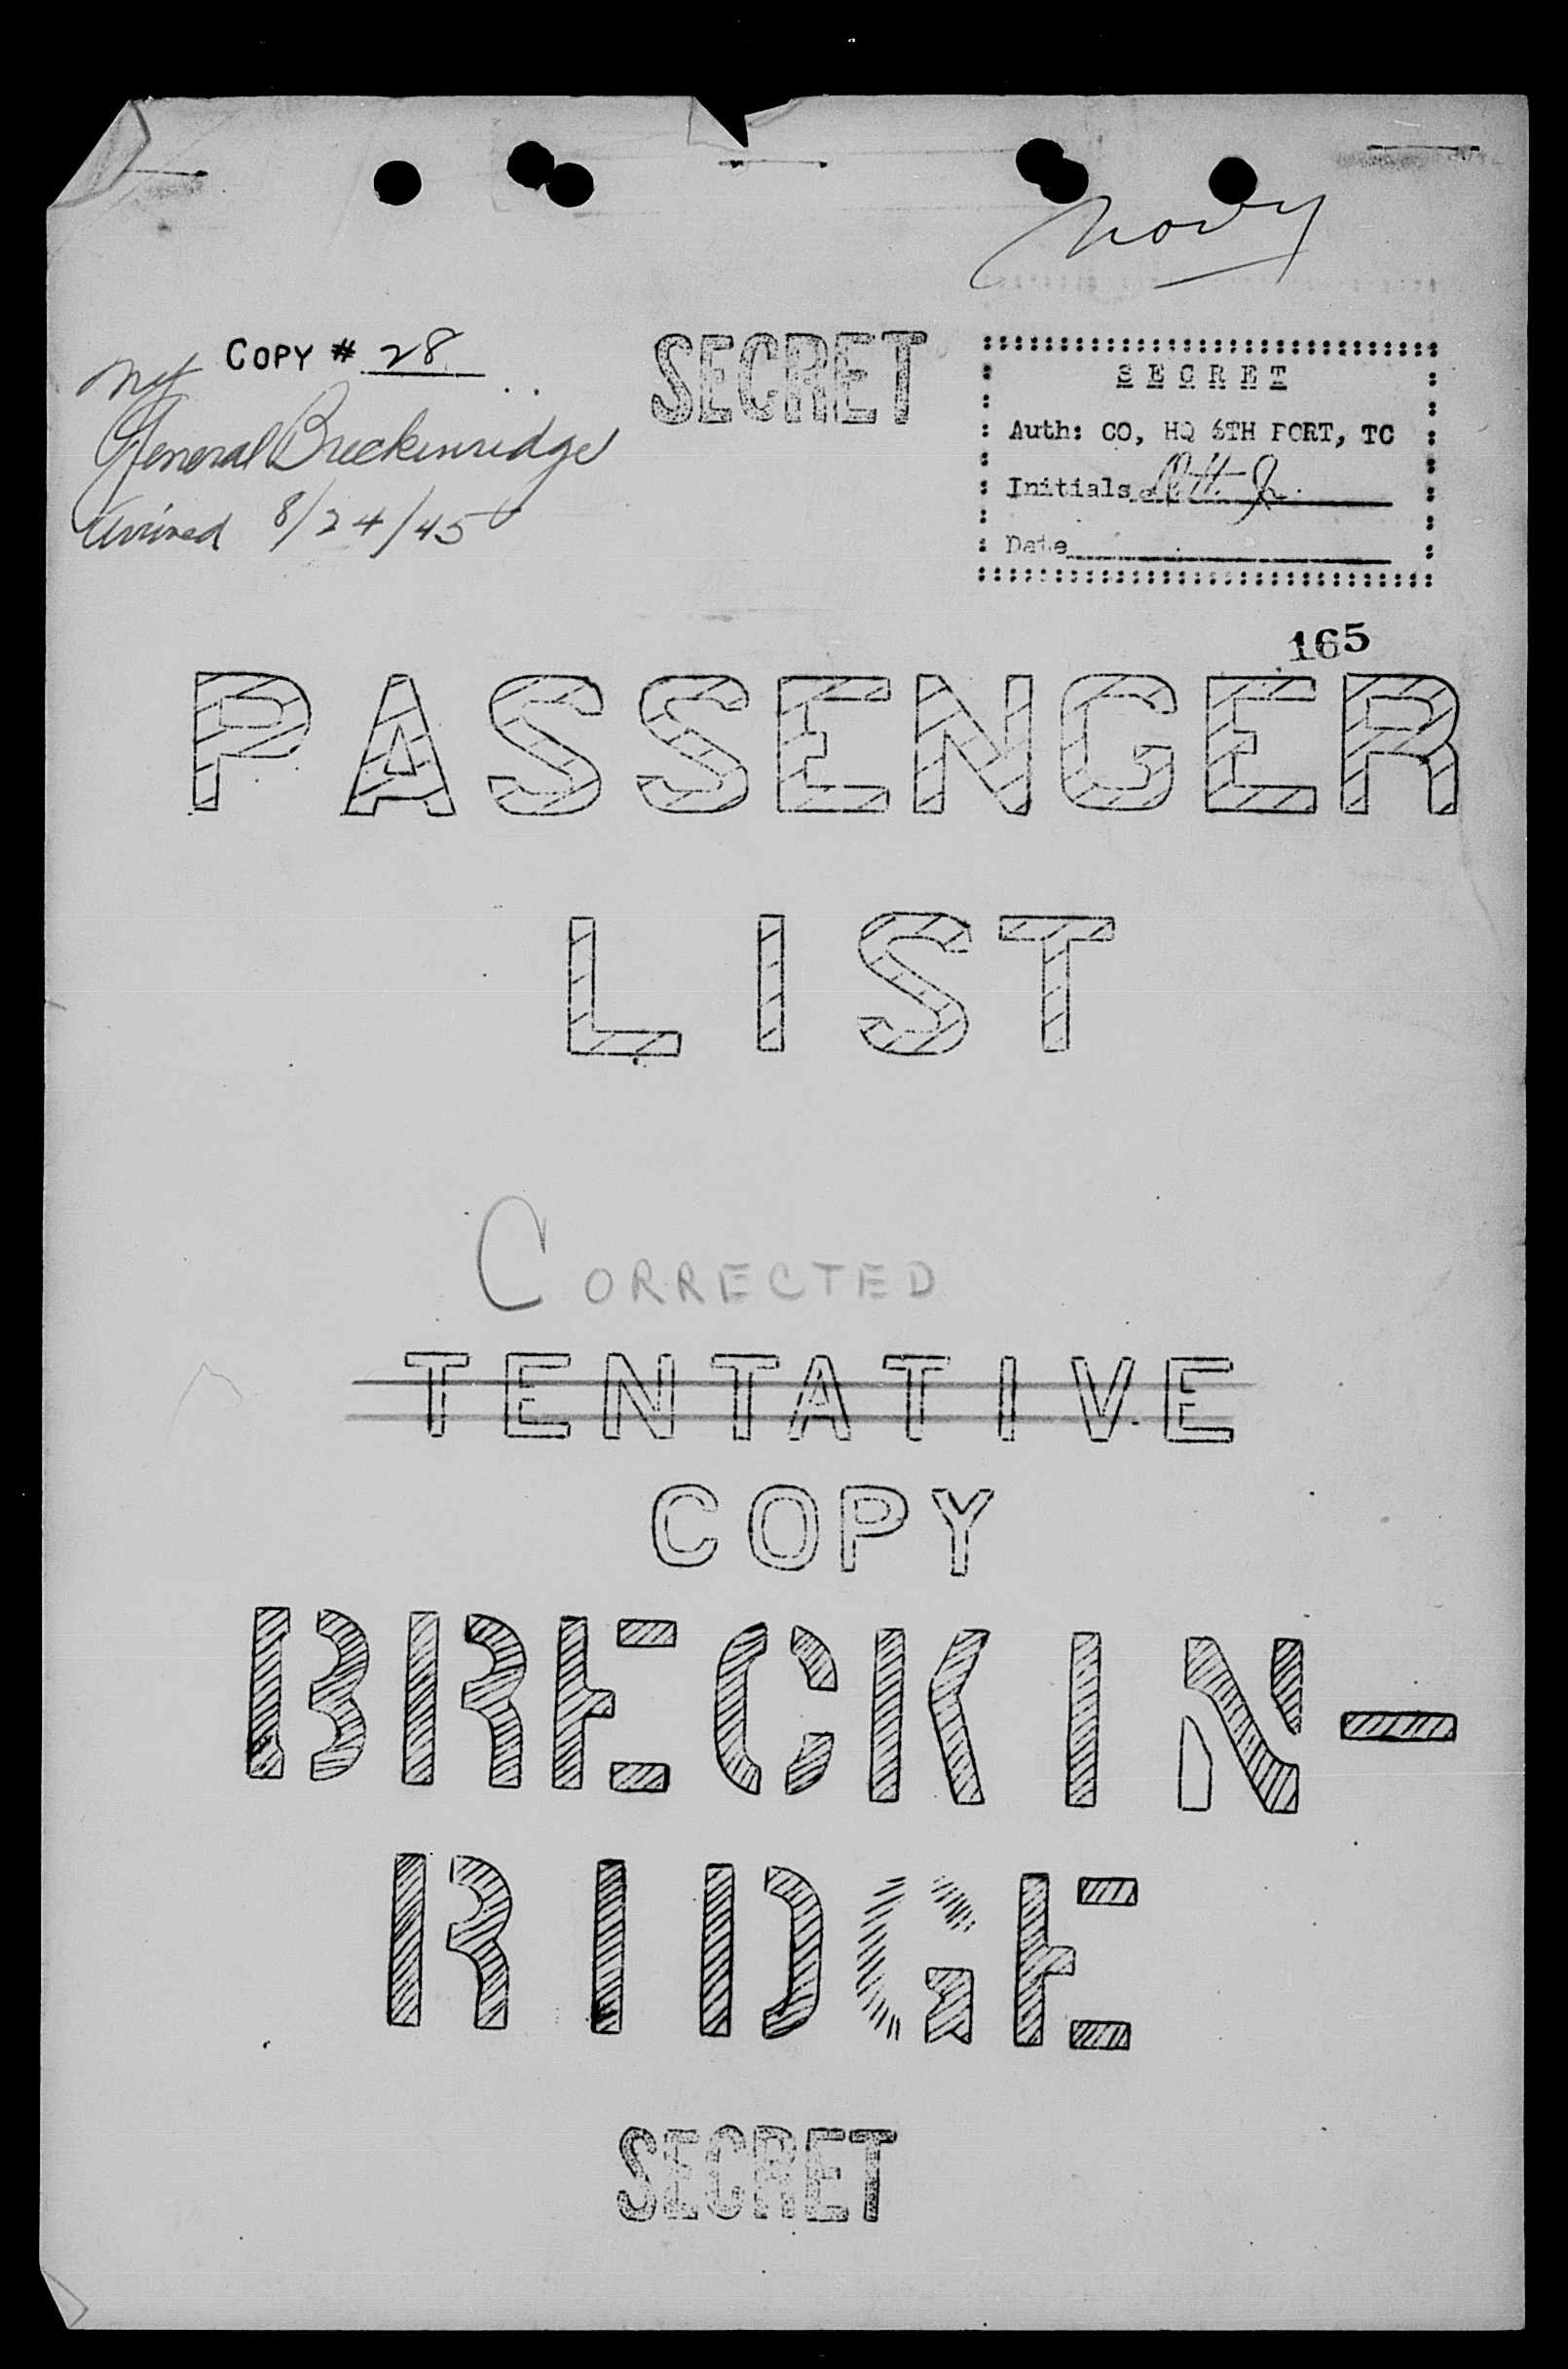 COPY # 28
NY
General Breckinridge
Arrived 8/24/45
SECRET
SECRET
Auth: CO, HQ 6TH PORT, TC
Initials
Date
165
PASSENGER
LIST
CORRECTED
TENTATIVE
COPY
BRECKIN-
RIDGE
SECRET